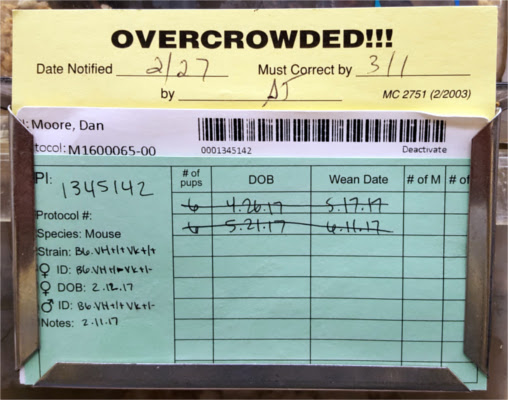 OVERCROWDED!!!
Date Notified 2/27 Must Correct by 3/1
by AJ MC 2751 (2/2003)
: Moore, Dan
tocol: M1600065-00
0001345142 Deactivate
PI: 1345142
# of pups DOB Wean Date # of M # of
6 4.26.17 5.17.17
6 5.21.17 6.11.17
Protocol #:
Species: Mouse
Strain: B6.VH+/+ Vk+/+
♀ ID: B6.VH+/ Vk+/-
♀ DOB: 2.12.17
♂ ID: B6.VH+/+ Vk+/-
Notes: 2.11.17